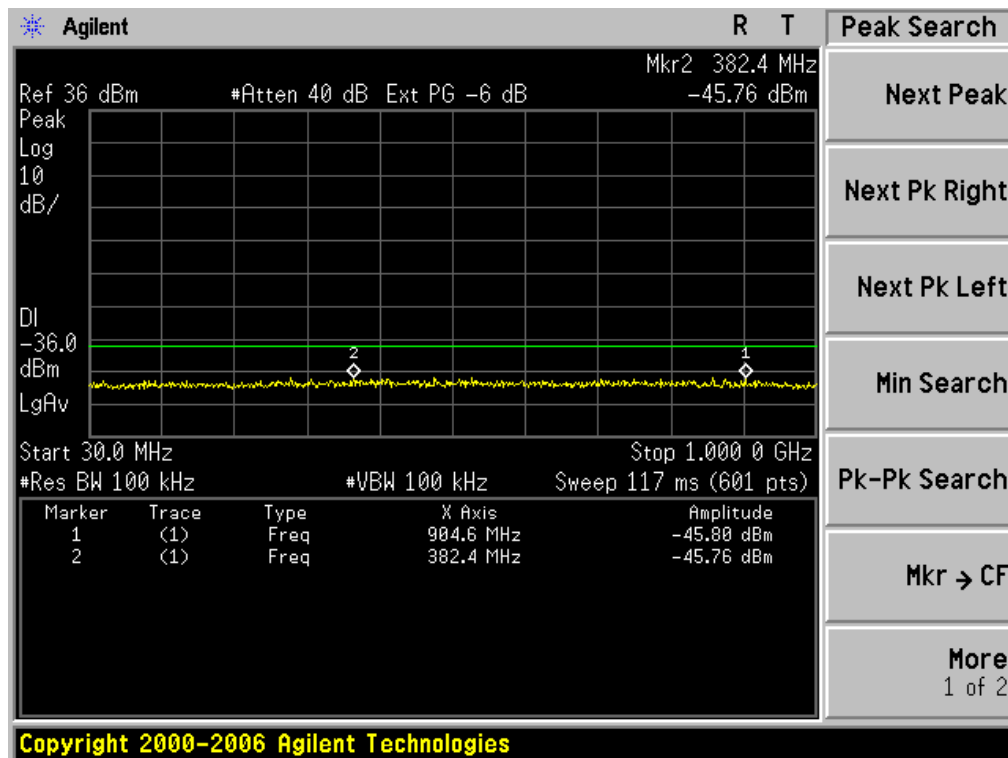 Agilent R T
Peak Search
Mkr2 382.4 MHz
Ref 36 dBm #Atten 40 dB Ext PG -6 dB -45.76 dBm
Peak
Log
10
dB/
DI
-36.0
dBm
LgAv
2
1
Start 30.0 MHz Stop 1.000 0 GHz
#Res BW 100 kHz #VBW 100 kHz Sweep 117 ms (601 pts)
Marker Trace Type X Axis Amplitude
1 (1) Freq 904.6 MHz -45.80 dBm
2 (1) Freq 382.4 MHz -45.76 dBm
Next Peak
Next Pk Right
Next Pk Left
Min Search
Pk-Pk Search
Mkr → CF
More
1 of 2
Copyright 2000-2006 Agilent Technologies